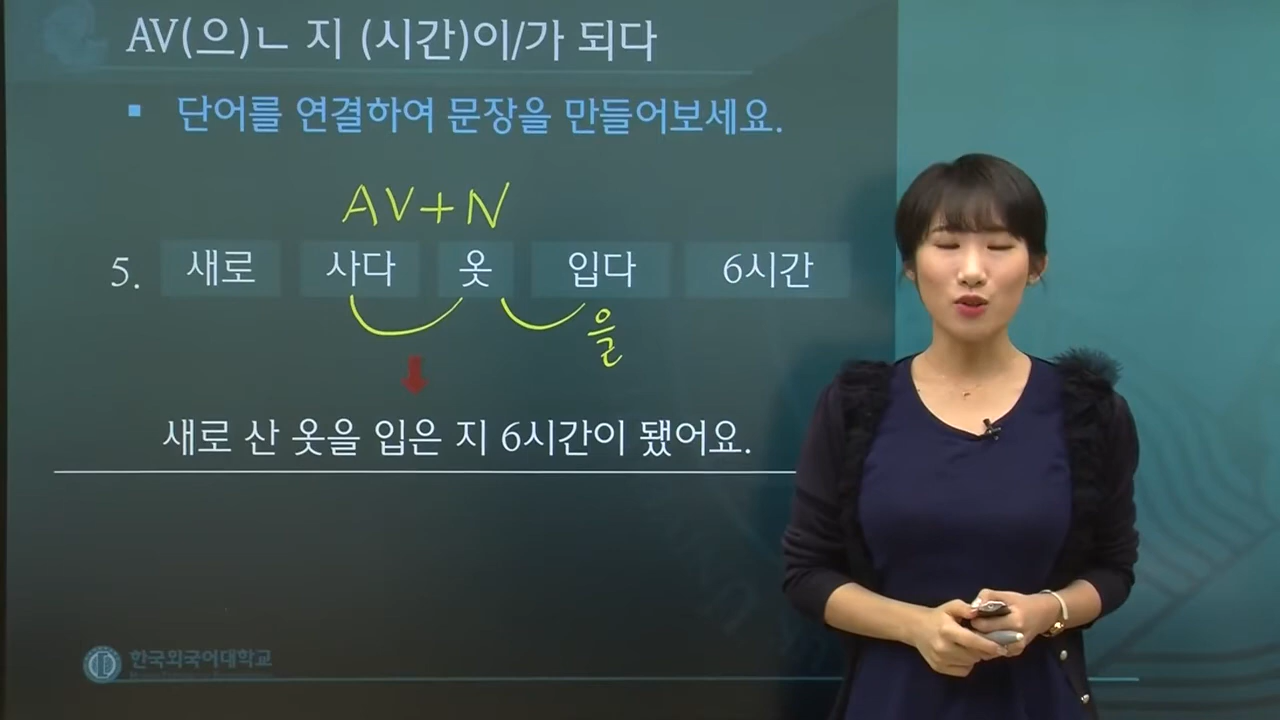 AV(으)ㄴ 지 (시간)이/가 되다
▪ 단어를 연결하여 문장을 만들어보세요.
AV+N
5. 새로 사다 옷 입다 6시간
을
새로 산 옷을 입은 지 6시간이 됐어요.
한국외국어대학교